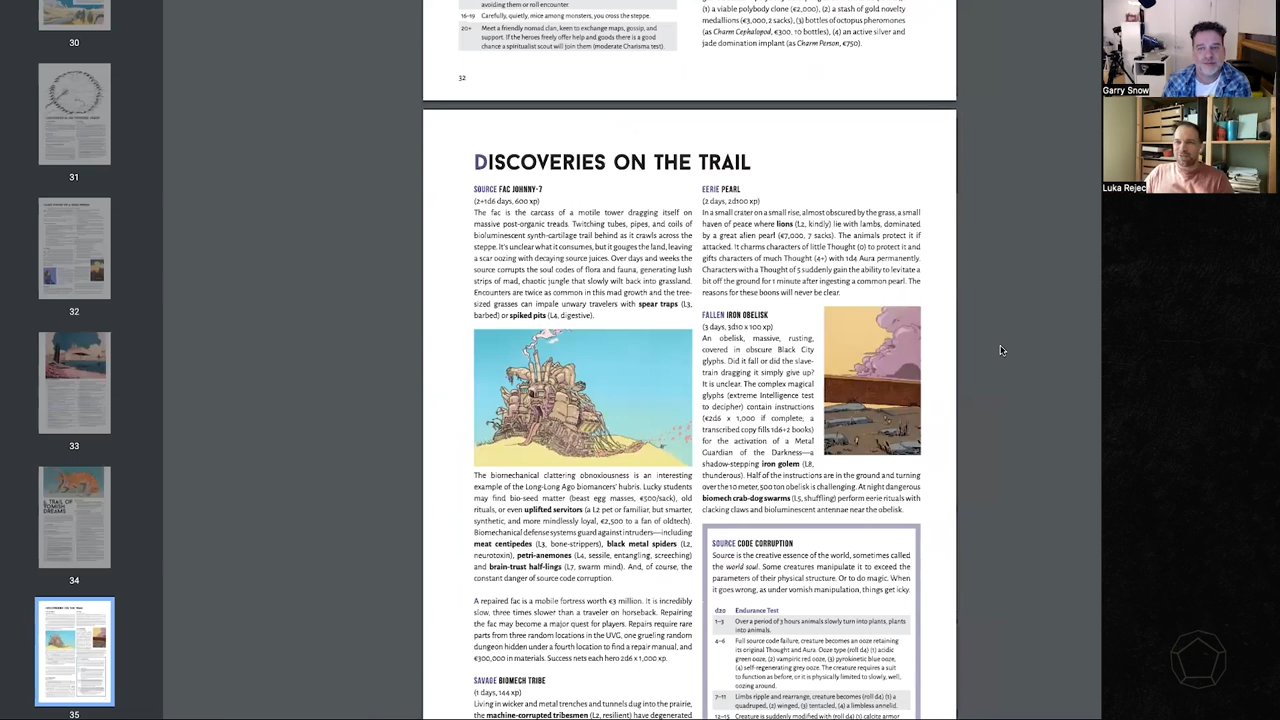 30
31
32
33
34
35
avoiding them or roll encounter.
16-19 Carefully, quietly, mice among monsters, you cross the steppe.
20+ Meet a friendly nomad clan, keen to exchange maps, gossip, and
support. If the heroes freely offer help and goods there is a good
chance a spiritualist scout will join them (moderate Charisma test).
32
(1) a viable polybody clone (€2,000), (2) a stash of gold novelty
medallions (€3,000, 2 sacks), (3) bottles of octopus pheromones
(as Charm Cephalopod, €300, 10 bottles), (4) an active silver and
jade domination implant (as Charm Person, €750).
DISCOVERIES ON THE TRAIL
SOURCE FAC JOHNNY-7
(2+1d6 days, 600 xp)
The fac is the carcass of a motile tower dragging itself on
massive post-organic treads. Twitching tubes, pipes, and coils of
bioluminescent synth-cartilage trail behind as it crawls across the
steppe. It's unclear what it consumes, but it gouges the land, leaving
a scar oozing with decaying source juices. Over days and weeks the
source corrupts the soul codes of flora and fauna, generating lush
strips of mad, chaotic jungle that slowly wilt back into grassland.
Encounters are twice as common in this mad growth and the tree-
sized grasses can impale unwary travelers with spear traps (L3,
barbed) or spiked pits (L4, digestive).
The biomechanical clattering obnoxiousness is an interesting
example of the Long-Long Ago biomancers' hubris. Lucky students
may find bio-seed matter (beast egg masses, €500/sack), old
rituals, or even uplifted servitors (a L2 pet or familiar, but smarter,
synthetic, and more mindlessly loyal, €2,500 to a fan of oldtech).
Biomechanical defense systems guard against intruders—including
meat centipedes (L3, bone-strippers), black metal spiders (L2,
neurotoxin), petri-anemones (L4, sessile, entangling, screeching)
and brain-trust half-lings (L7, swarm mind). And, of course, the
constant danger of source code corruption.
A repaired fac is a mobile fortress worth €3 million. It is incredibly
slow, three times slower than a traveler on horseback. Repairing
the fac may become a major quest for players. Repairs require rare
parts from three random locations in the UVG, one grueling random
dungeon hidden under a fourth location to find a repair manual, and
€300,000 in materials. Success nets each hero 2d6 x 1,000 xp.
SAVAGE BIOMECH TRIBE
(1 days, 144 xp)
Living in wicker and metal trenches and tunnels dug into the prairie,
the machine-corrupted tribesmen (L2, resilient) have degenerated
EERIE PEARL
(2 days, 2d100 xp)
In a small crater on a small rise, almost obscured by the grass, a small
haven of peace where lions (L2, kindly) lie with lambs, dominated
by a great alien pearl (€7,000, 7 sacks). The animals protect it if
attacked. It charms characters of little Thought (0) to protect it and
gifts characters of much Thought (4+) with 1d4 Aura permanently.
Characters with a Thought of 5 suddenly gain the ability to levitate a
bit off the ground for 1 minute after ingesting a common pearl. The
reasons for these boons will never be clear.
FALLEN IRON OBELISK
(3 days, 3d10 x 100 xp)
An obelisk, massive, rusting,
covered in obscure Black City
glyphs. Did it fall or did the slave-
train dragging it simply give up?
It is unclear. The complex magical
glyphs (extreme Intelligence test
to decipher) contain instructions
(€2d6 x 1,000 if complete; a
transcribed copy fills 1d6+2 books)
for the activation of a Metal
Guardian of the Darkness—a
shadow-stepping iron golem (L8,
thunderous). Half of the instructions are in the ground and turning
over the 10 meter, 500 ton obelisk is challenging. At night dangerous
biomech crab-dog swarms (L5, shuffling) perform eerie rituals with
clacking claws and bioluminescent antennae near the obelisk.
SOURCE CODE CORRUPTION
Source is the creative essence of the world, sometimes called
the world soul. Some creatures manipulate it to exceed the
parameters of their physical structure. Or to do magic. When
it goes wrong, as under vomish manipulation, things get icky.
d20 Endurance Test
1-3 Over a period of 3 hours animals slowly turn into plants, plants
into animals.
4-6 Full source code failure, creature becomes an ooze retaining
its original Thought and Aura. Ooze type (roll d4) (1) acidic
green ooze, (2) vampiric red ooze, (3) pyrokinetic blue ooze,
(4) self-regenerating grey ooze. The creature requires a suit
to function as before, or it is physically limited to slowly, well,
oozing around.
7-11 Limbs ripple and rearrange, creature becomes (roll d4) (1) a
quadruped, (2) winged, (3) tentacled, (4) a limbless annelid.
12-15 Creature is suddenly modified with (roll d4) (1) calcite armor
Garry Snow
Luka Rejec